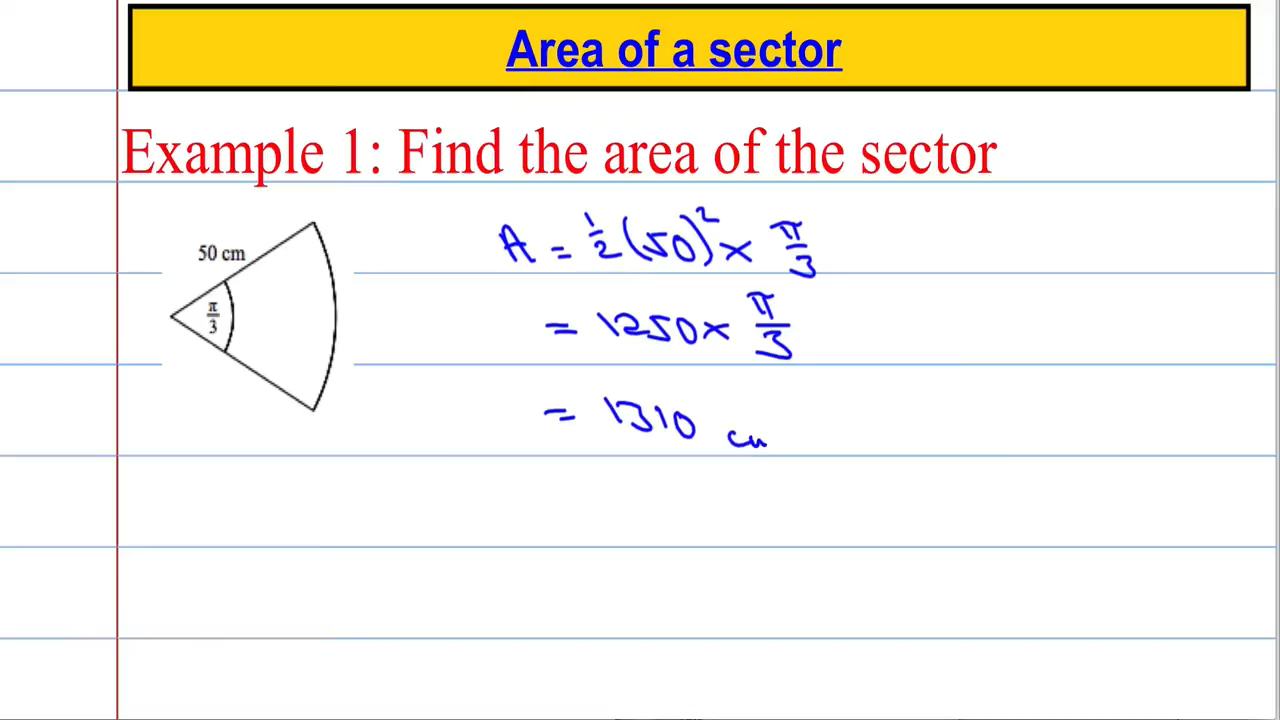 Area of a sector
Example 1: Find the area of the sector
50 cm
π/3
A = 1/2 (50)² × π/3
= 1250 × π/3
= 1310 cm